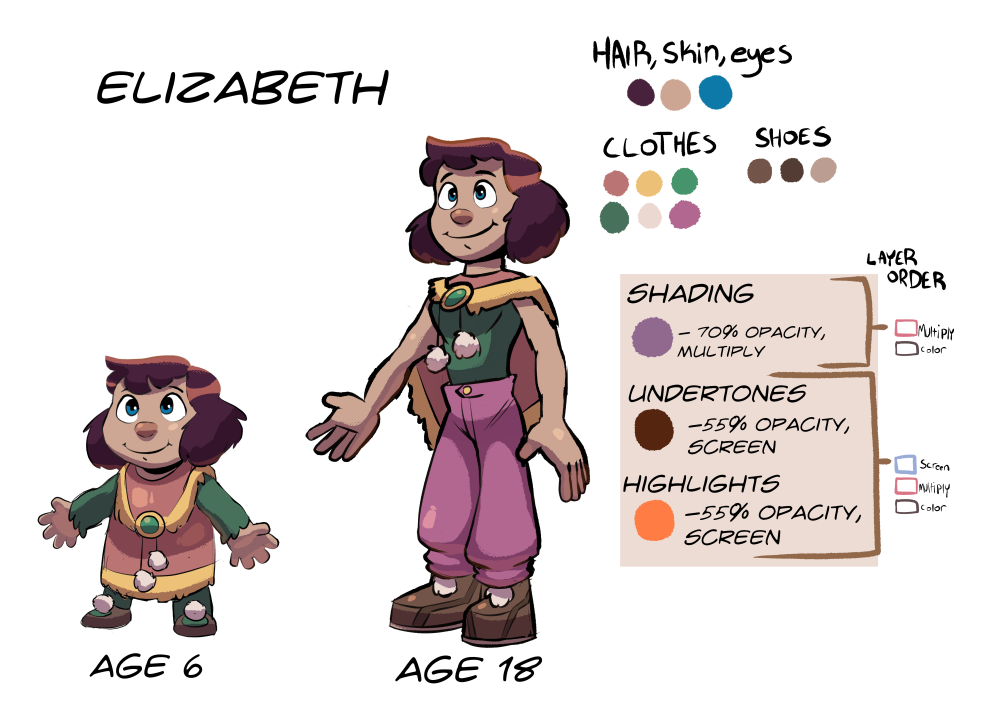 ELIZABETH
HAIR, Skin, eyes
CLOTHES
SHOES
LAYER
ORDER
SHADING
- 70% OPACITY,
MULTIPLY
Multiply
color
UNDERTONES
-55% OPACITY,
SCREEN
HIGHLIGHTS
-55% OPACITY,
SCREEN
Screen
Multiply
color
AGE 6
AGE 18